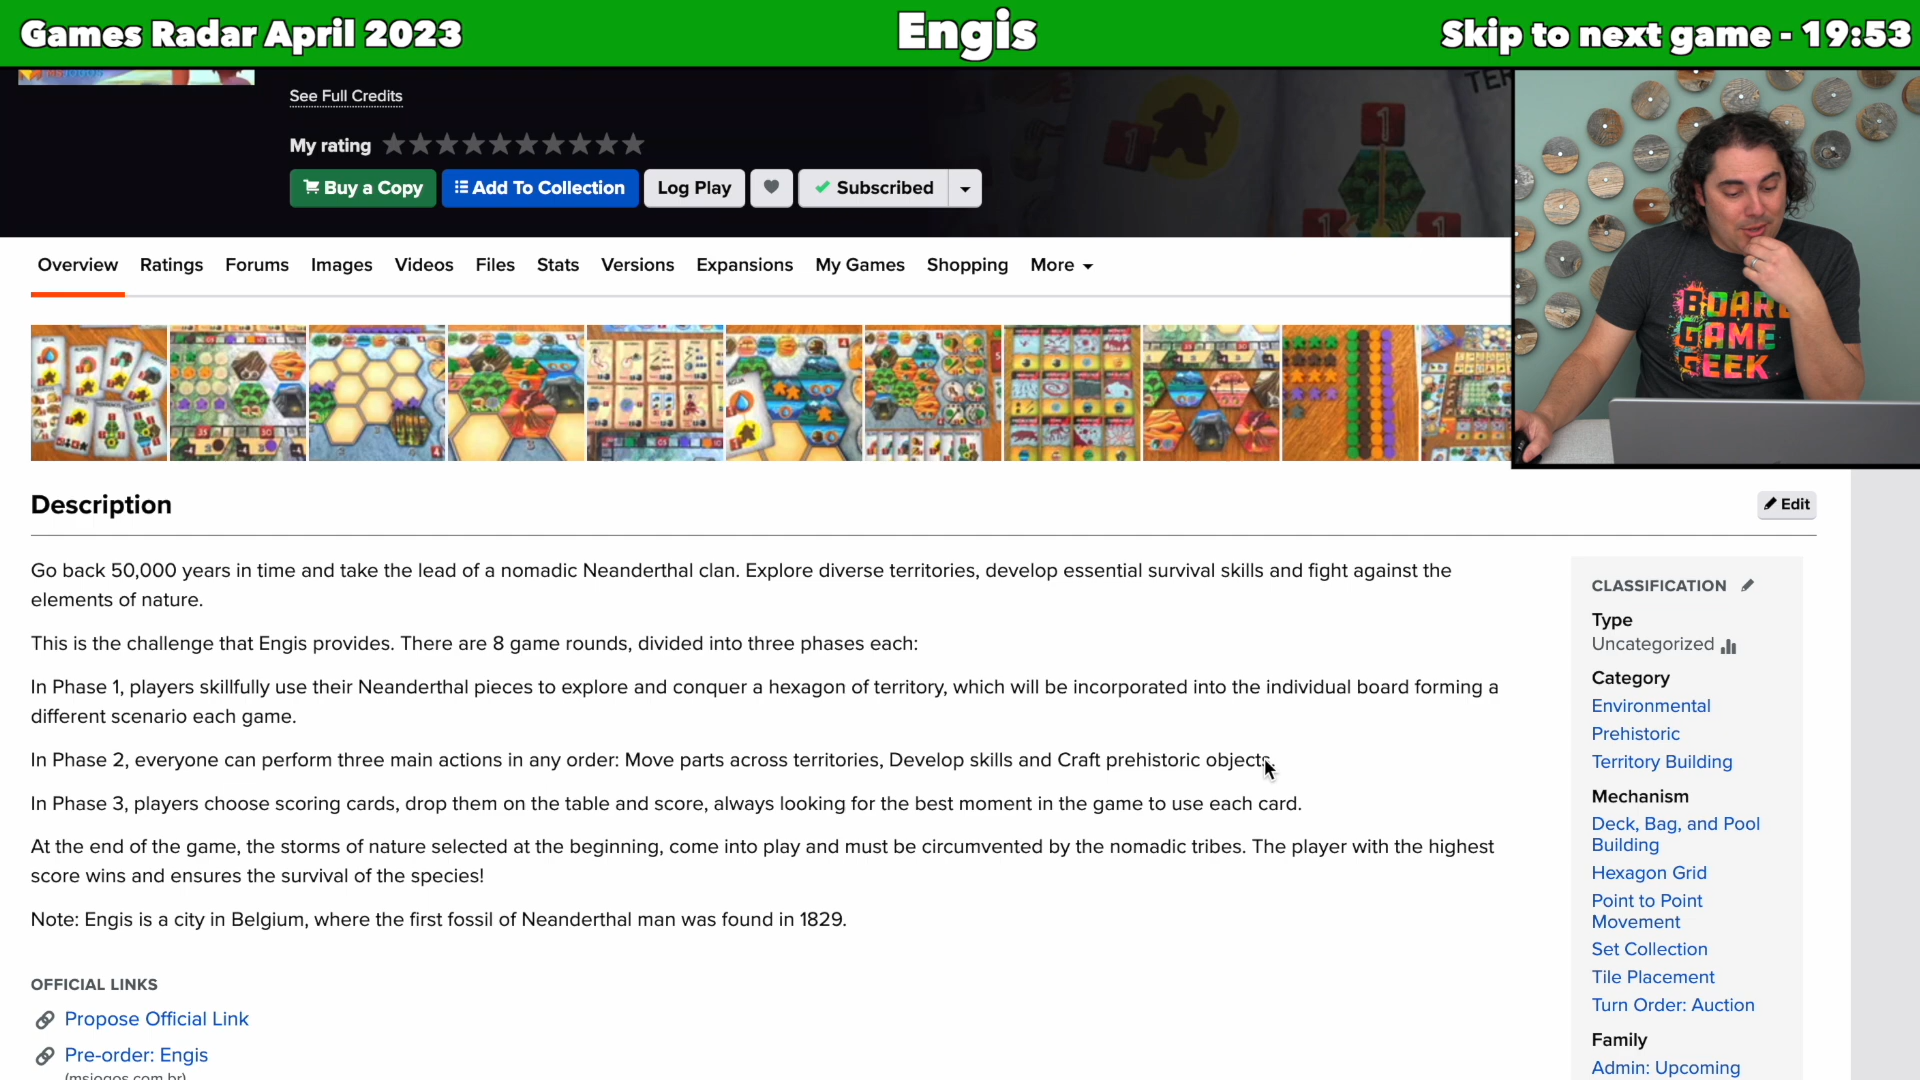 Games Radar April 2023
Engis
Skip to next game - 19:53
See Full Credits
My rating
Buy a Copy
Add To Collection
Log Play
Subscribed
TER
1
1
1
1
BOARD
GAME
GEEK
Overview
Ratings
Forums
Images
Videos
Files
Stats
Versions
Expansions
My Games
Shopping
More
Description
Edit
Go back 50,000 years in time and take the lead of a nomadic Neanderthal clan. Explore diverse territories, develop essential survival skills and fight against the
elements of nature.
This is the challenge that Engis provides. There are 8 game rounds, divided into three phases each:
In Phase 1, players skillfully use their Neanderthal pieces to explore and conquer a hexagon of territory, which will be incorporated into the individual board forming a
different scenario each game.
In Phase 2, everyone can perform three main actions in any order: Move parts across territories, Develop skills and Craft prehistoric objects.
In Phase 3, players choose scoring cards, drop them on the table and score, always looking for the best moment in the game to use each card.
At the end of the game, the storms of nature selected at the beginning, come into play and must be circumvented by the nomadic tribes. The player with the highest
score wins and ensures the survival of the species!
Note: Engis is a city in Belgium, where the first fossil of Neanderthal man was found in 1829.
OFFICIAL LINKS
Propose Official Link
Pre-order: Engis
(msjogos.com.br)
CLASSIFICATION
Type
Uncategorized
Category
Environmental
Prehistoric
Territory Building
Mechanism
Deck, Bag, and Pool
Building
Hexagon Grid
Point to Point
Movement
Set Collection
Tile Placement
Turn Order: Auction
Family
Admin: Upcoming